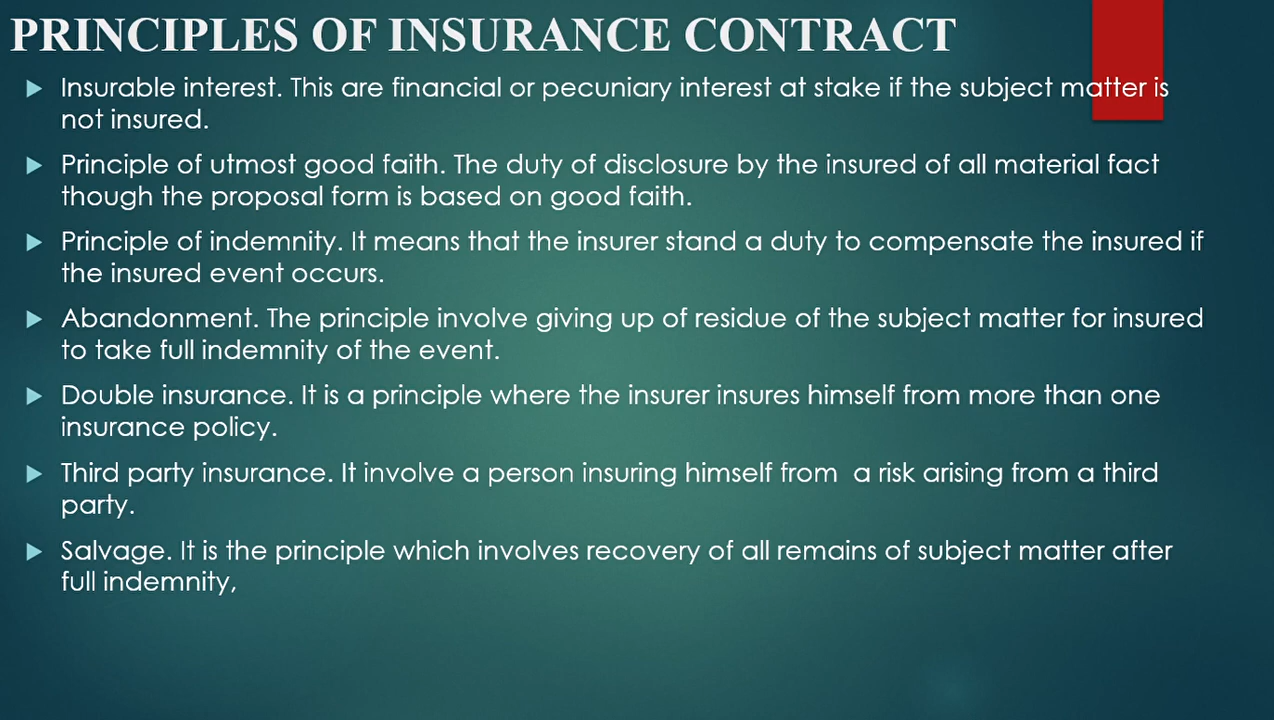 PRINCIPLES OF INSURANCE CONTRACT
Insurable interest. This are financial or pecuniary interest at stake if the subject matter is
not insured.
Principle of utmost good faith. The duty of disclosure by the insured of all material fact
though the proposal form is based on good faith.
Principle of indemnity. It means that the insurer stand a duty to compensate the insured if
the insured event occurs.
Abandonment. The principle involve giving up of residue of the subject matter for insured
to take full indemnity of the event.
Double insurance. It is a principle where the insurer insures himself from more than one
insurance policy.
Third party insurance. It involve a person insuring himself from  a risk arising from a third
party.
Salvage. It is the principle which involves recovery of all remains of subject matter after
full indemnity,